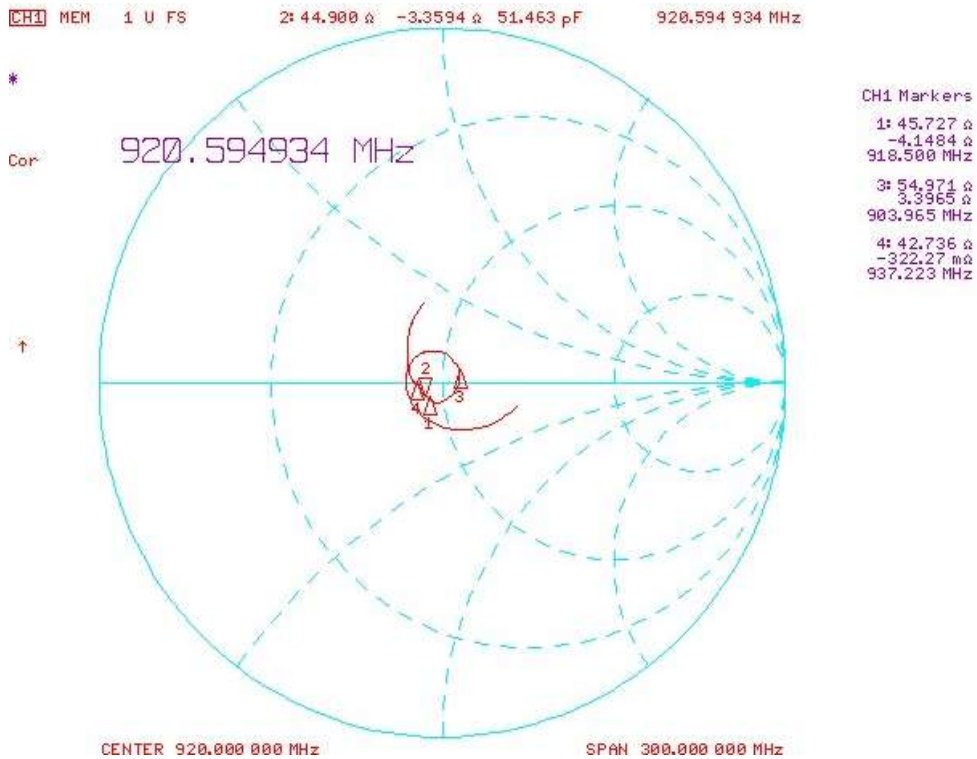 CH1 MEM 1 U FS 2: 44.900 Ω -3.3594 Ω 51.463 pF 920.594 934 MHz
*
CH1 Markers
1: 45.727 Ω
-4.1484 Ω
918.500 MHz
Cor
920.594934 MHz
3: 54.971 Ω
3.3965 Ω
903.965 MHz
4: 42.736 Ω
-322.27 mΩ
937.223 MHz
↑
2
4
3
1
CENTER 920.000 000 MHz SPAN 300.000 000 MHz